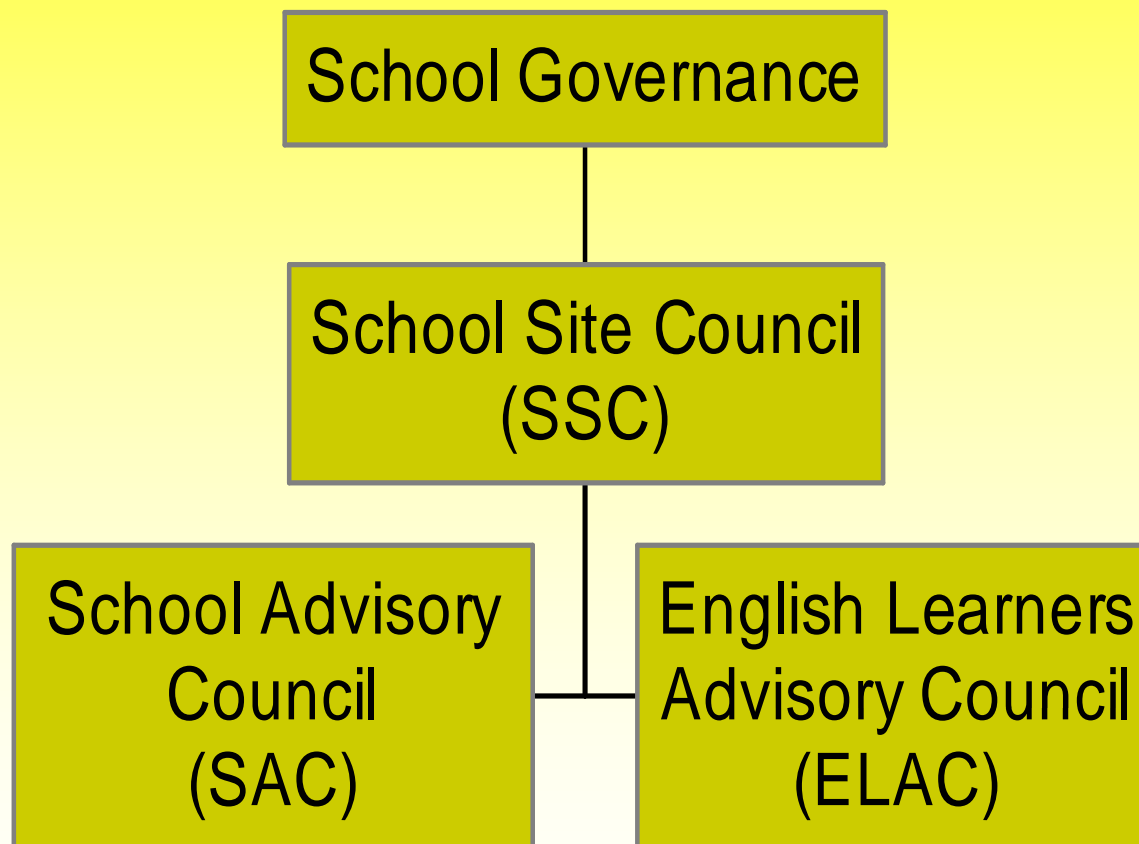 School Governance
School Site Council
(SSC)
School Advisory
Council
(SAC)
English Learners
Advisory Council
(ELAC)